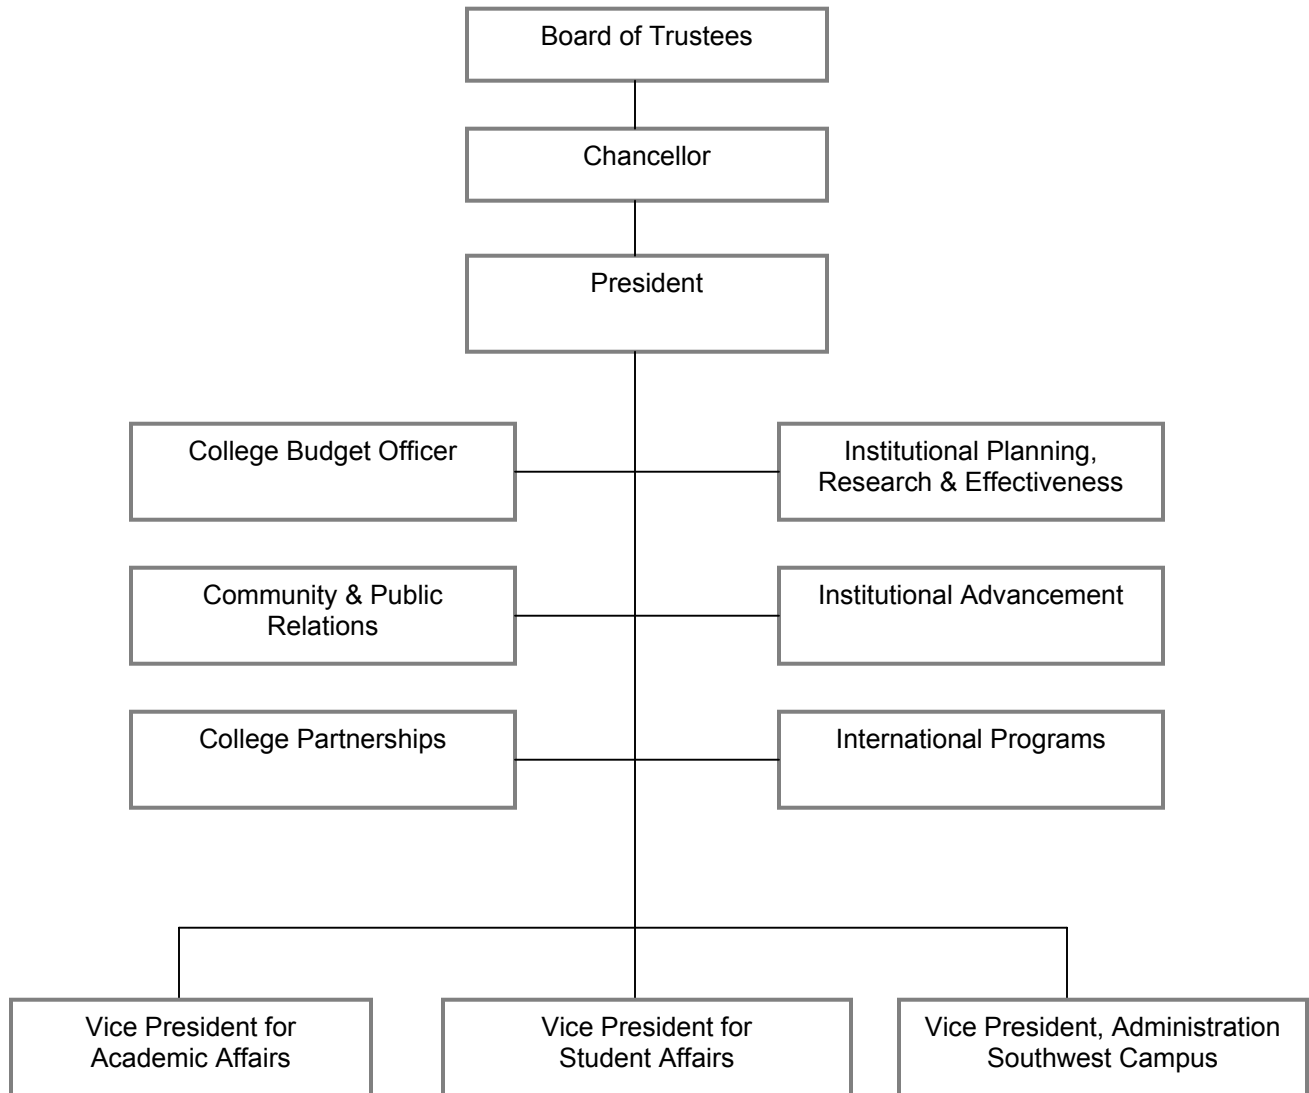 Board of Trustees
Chancellor
President
College Budget Officer
Institutional Planning,
Research & Effectiveness
Community & Public
Relations
Institutional Advancement
College Partnerships
International Programs
Vice President for
Academic Affairs
Vice President for
Student Affairs
Vice President, Administration
Southwest Campus